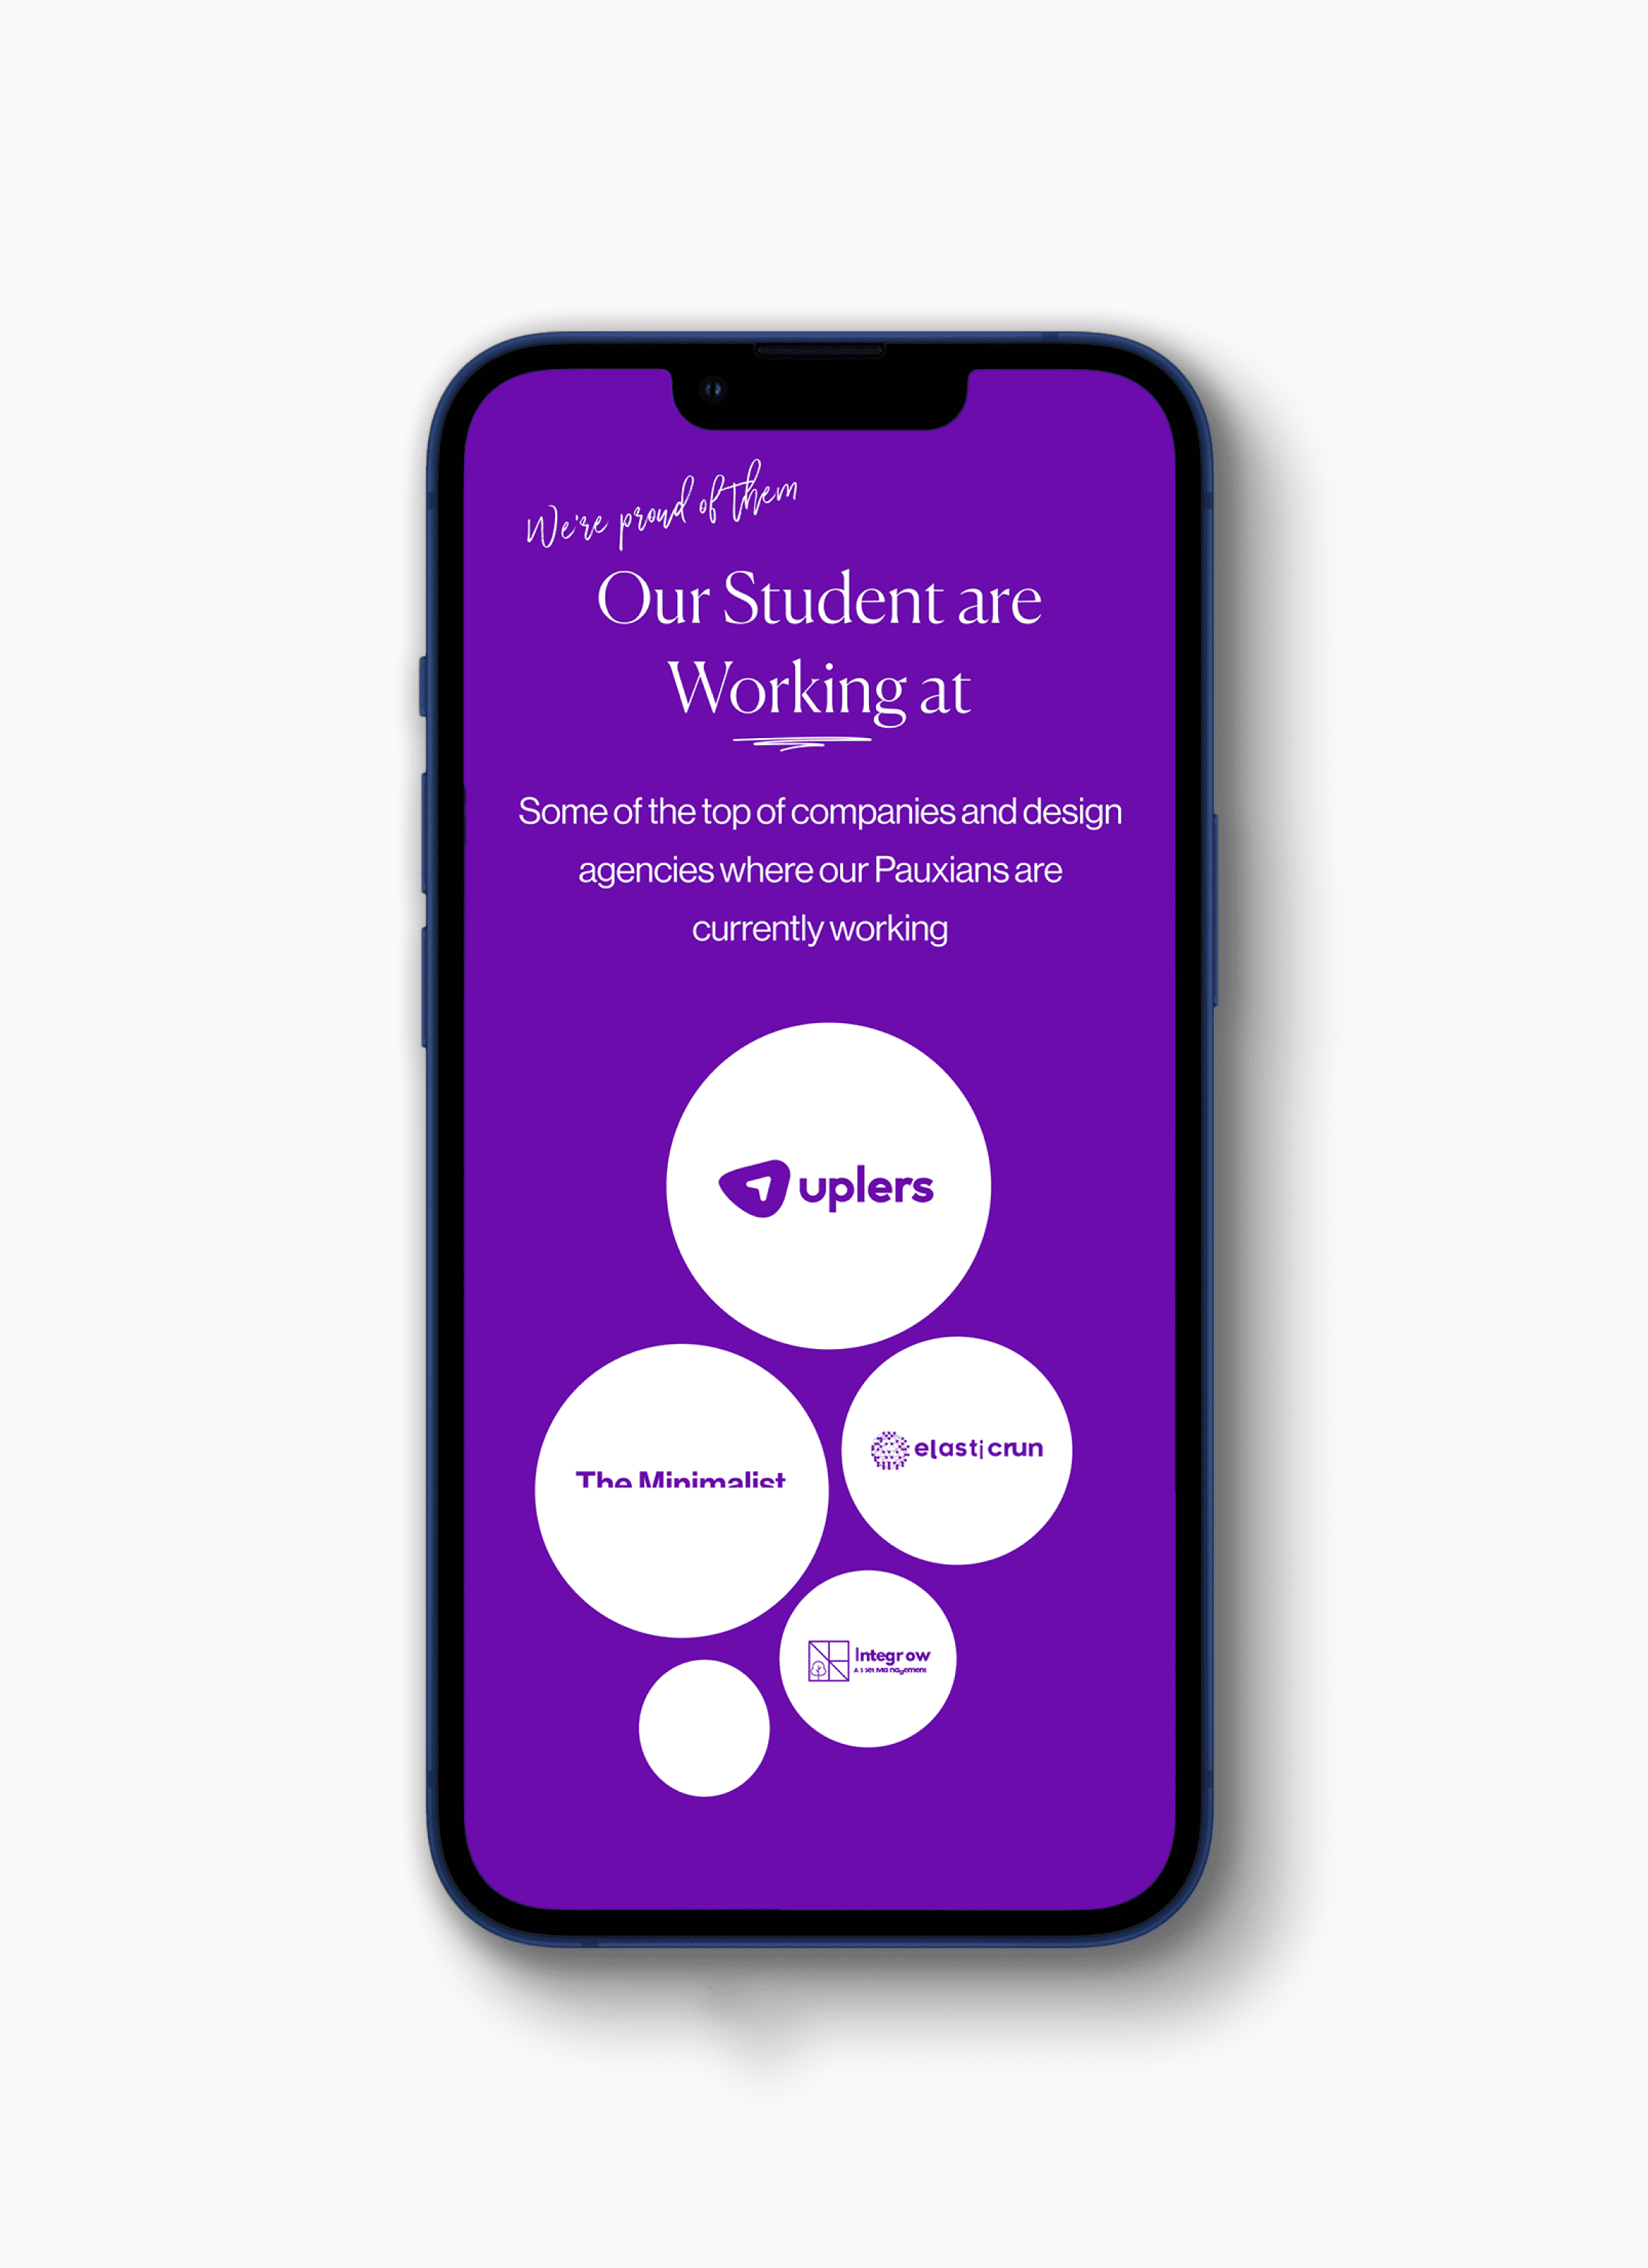 We're proud of them
Our Student are
Working at
Some of the top of companies and design
agencies where our Pauxians are
currently working
uplers
The Minimalist
elasticrun
Integrow
Asset Management